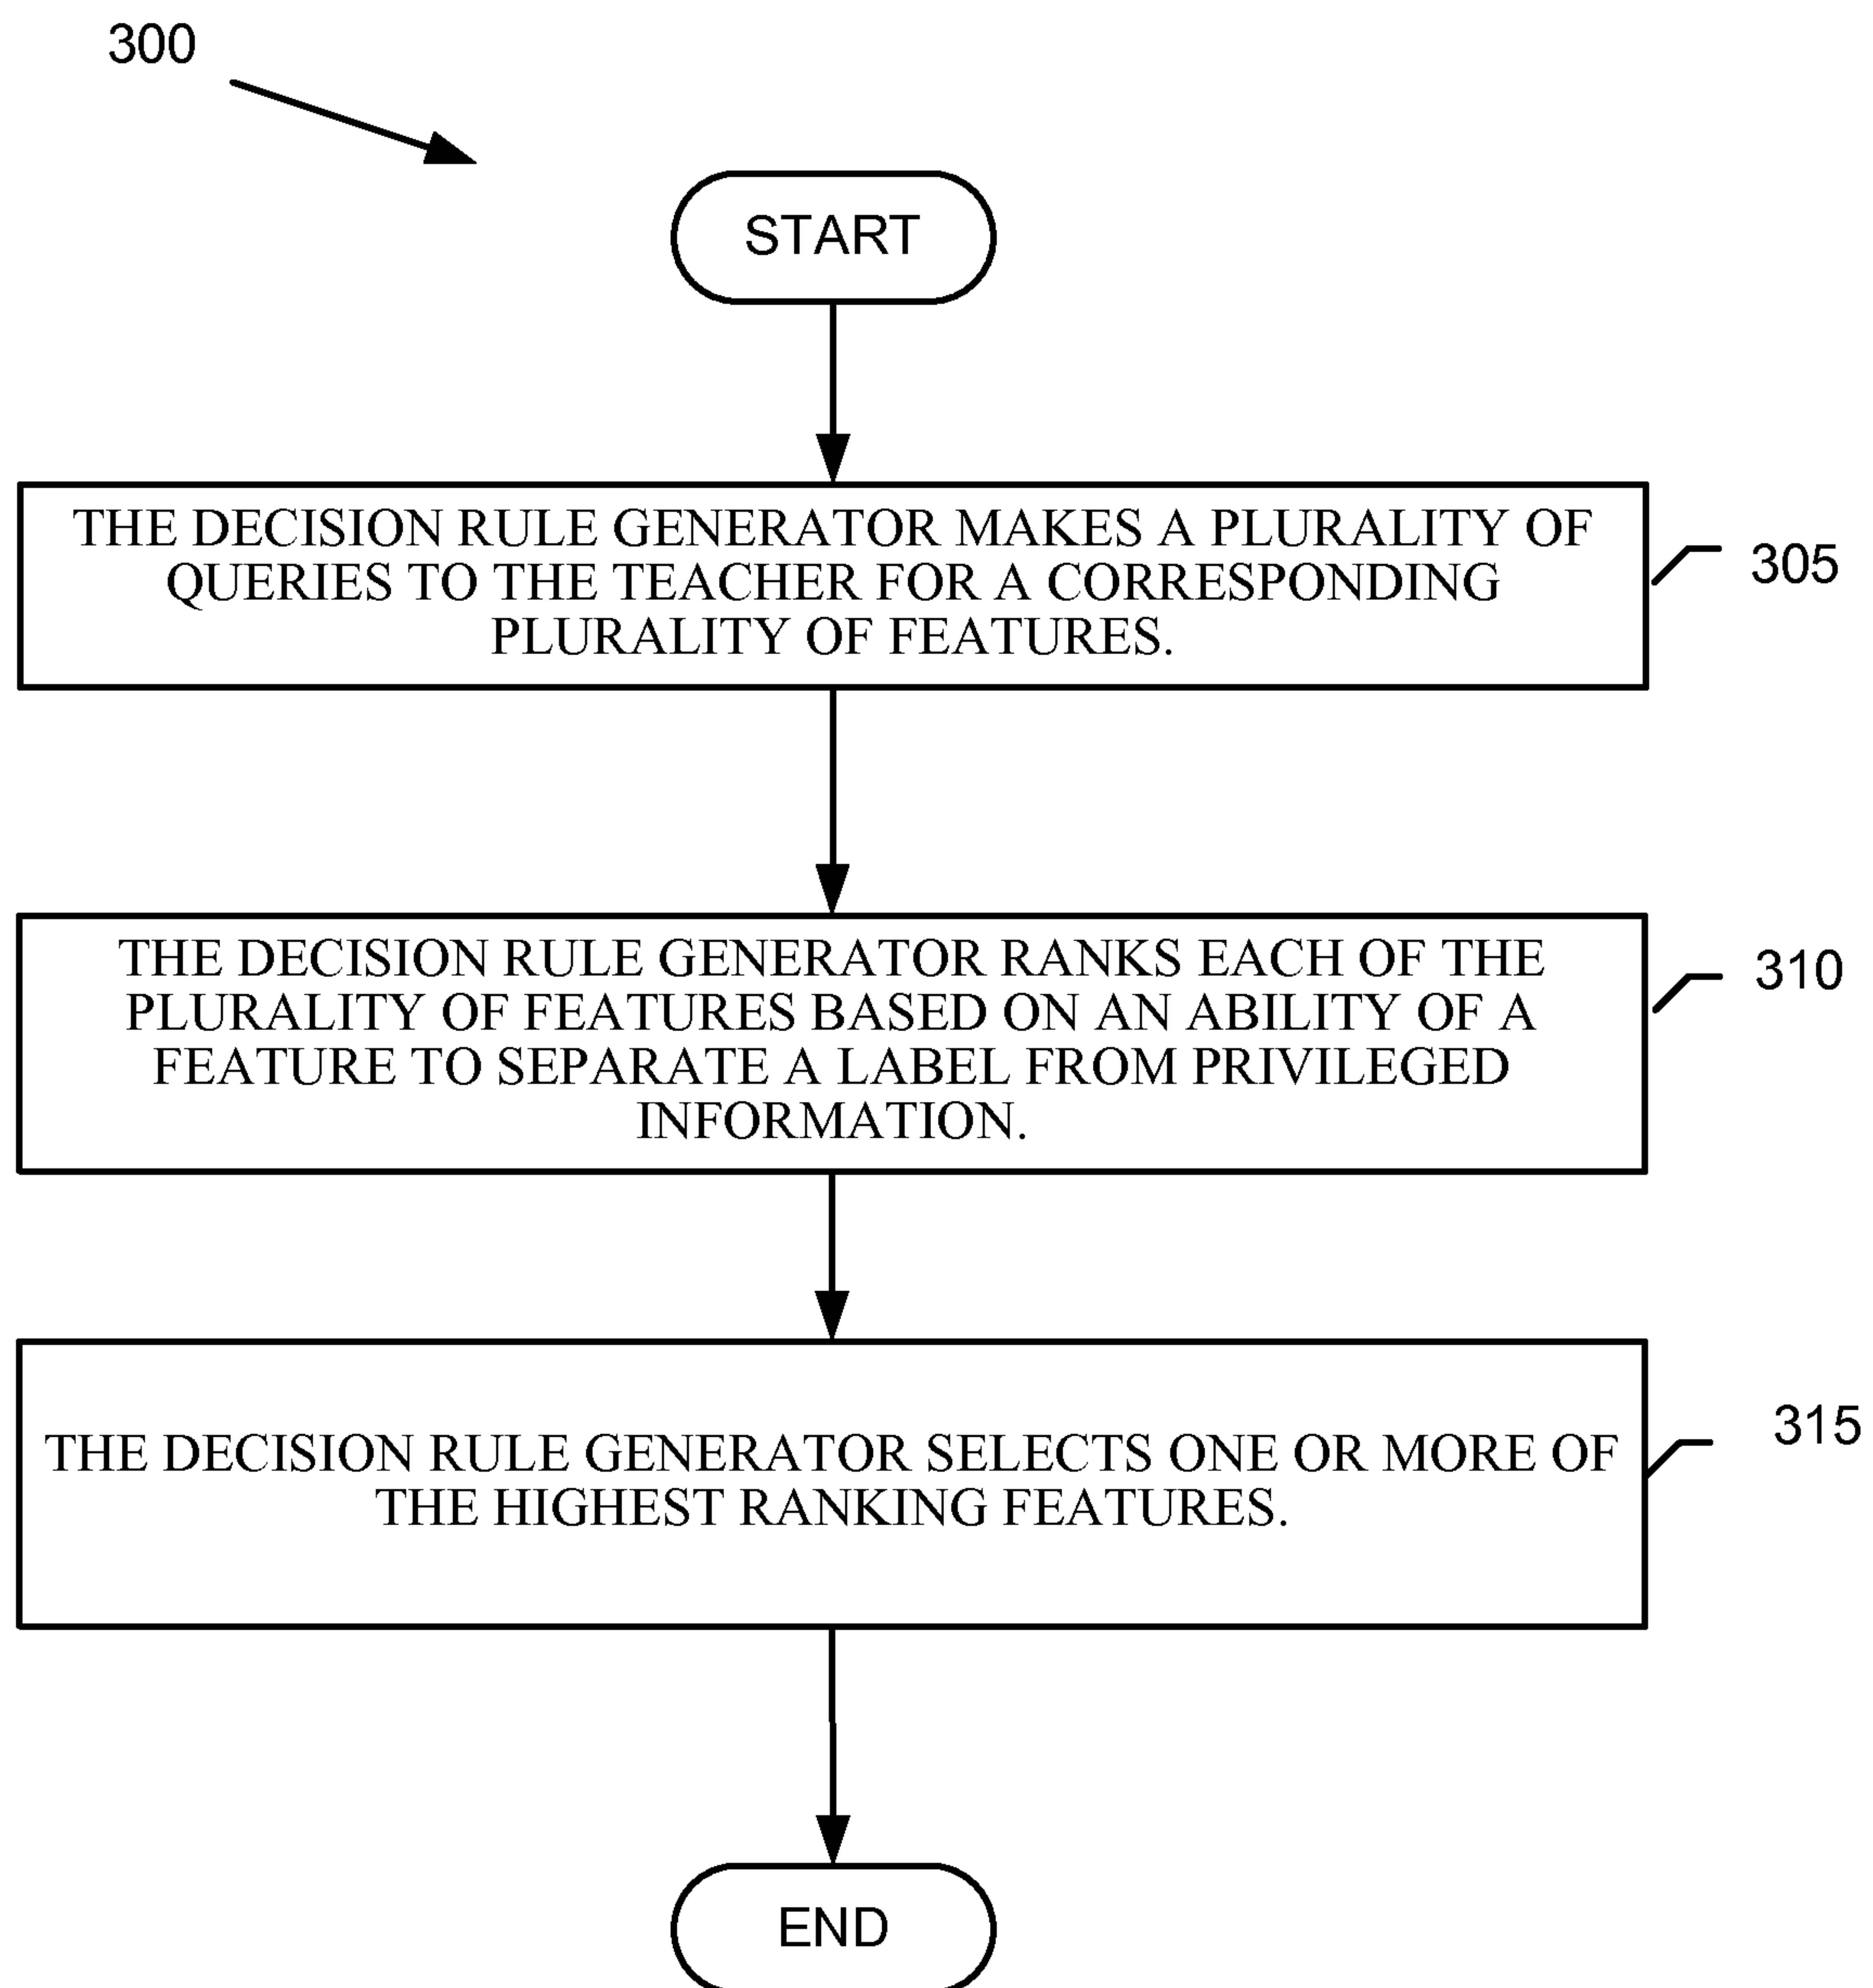 300
START
THE DECISION RULE GENERATOR MAKES A PLURALITY OF
QUERIES TO THE TEACHER FOR A CORRESPONDING
PLURALITY OF FEATURES.
305
THE DECISION RULE GENERATOR RANKS EACH OF THE
PLURALITY OF FEATURES BASED ON AN ABILITY OF A
FEATURE TO SEPARATE A LABEL FROM PRIVILEGED
INFORMATION.
310
THE DECISION RULE GENERATOR SELECTS ONE OR MORE OF
THE HIGHEST RANKING FEATURES.
315
END